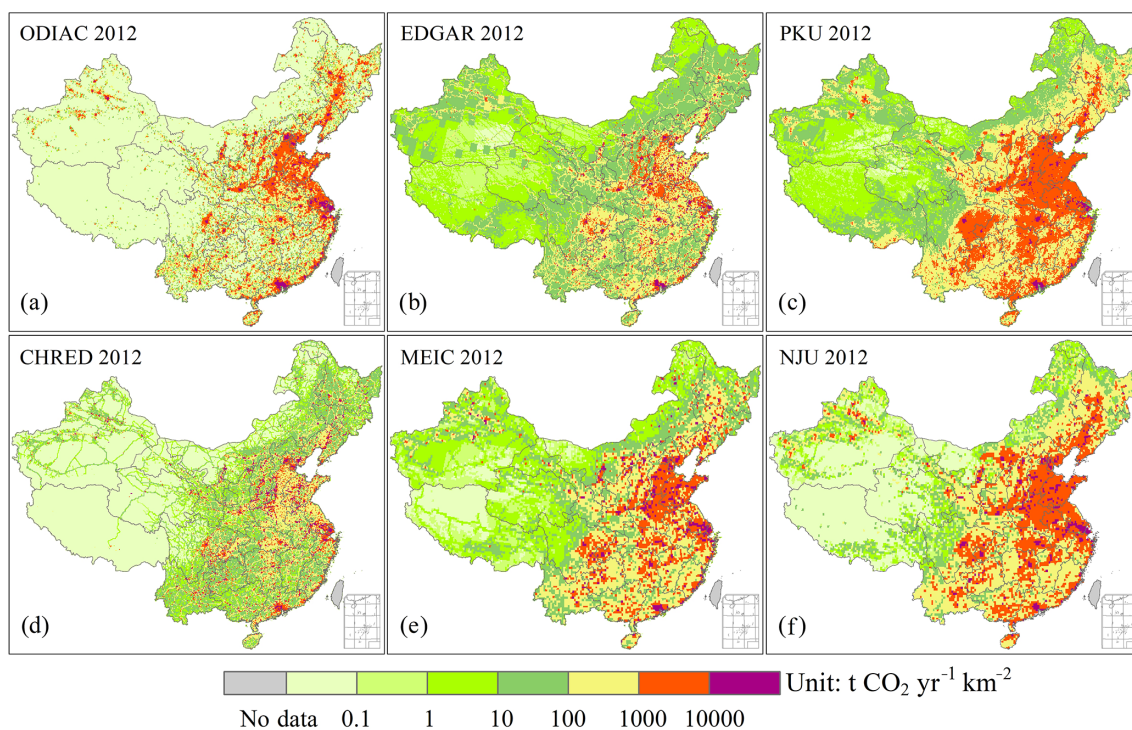 ODIAC 2012
EDGAR 2012
PKU 2012
(a)
(b)
(c)
CHRED 2012
MEIC 2012
NJU 2012
(d)
(e)
(f)
Unit: t CO₂ yr⁻¹ km⁻²
No data 0.1 1 10 100 1000 10000